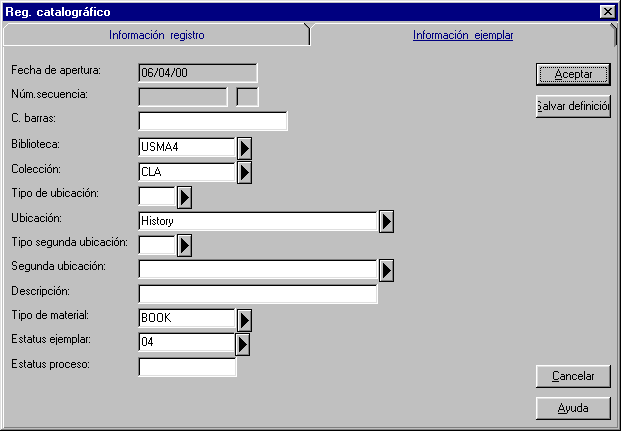 Reg. catalográfico
Información registro
Información ejemplar
Fecha de apertura: 06/04/00
Aceptar
Núm.secuencia:
Salvar definición
C. barras:
Biblioteca: USMA4
Colección: CLA
Tipo de ubicación:
Ubicación: History
Tipo segunda ubicación:
Segunda ubicación:
Descripción:
Tipo de material: BOOK
Estatus ejemplar: 04
Estatus proceso:
Cancelar
Ayuda